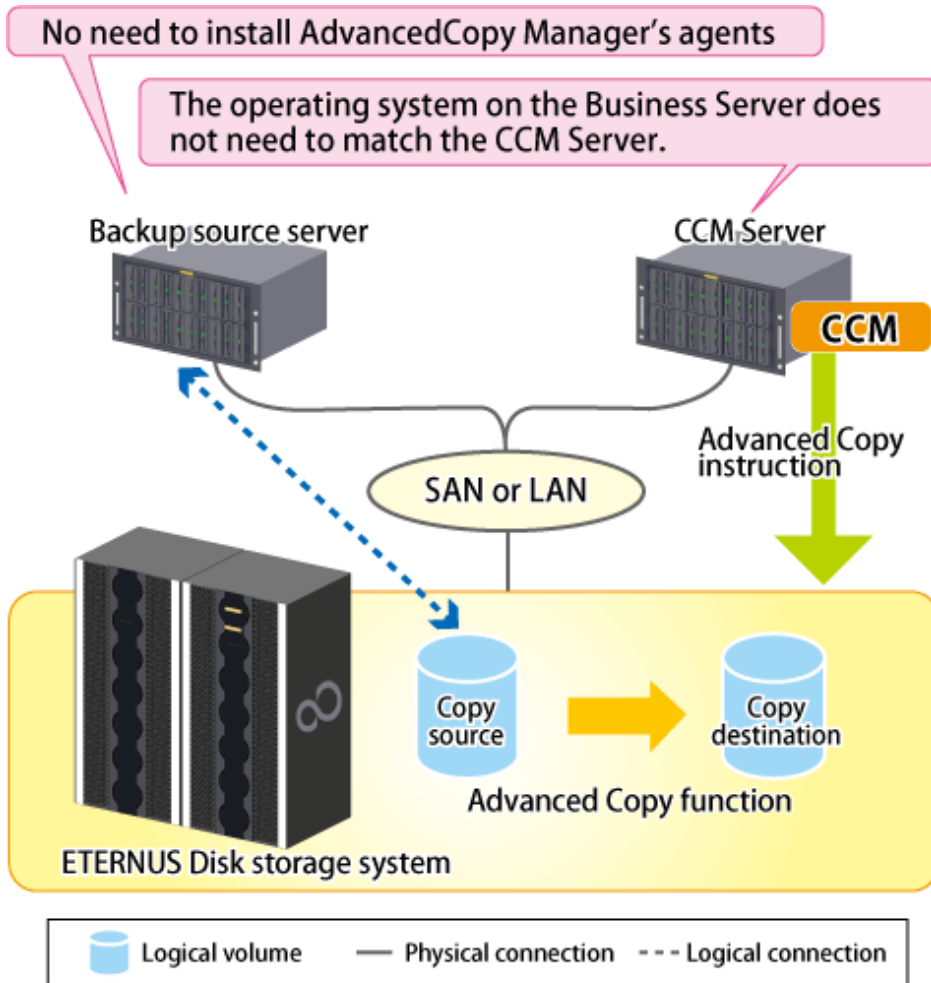 No need to install AdvancedCopy Manager's agents
The operating system on the Business Server does
not need to match the CCM Server.
Backup source server
CCM Server
CCM
Advanced Copy
instruction
SAN or LAN
Copy
source
Copy
destination
Advanced Copy function
ETERNUS Disk storage system
Logical volume
Physical connection
Logical connection